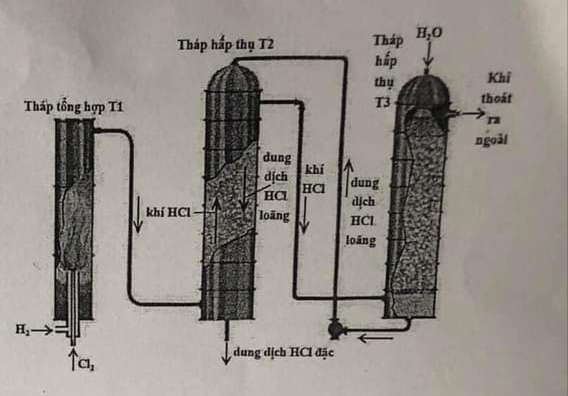 Tháp tổng hợp T1
H₂
Cl₂
Tháp hấp thụ T2
khí HCl
dung
dịch
HCl
loãng
dung dịch HCl đặc
khí
HCl
dung
dịch
HCl
loãng
Tháp
hấp
thụ
T3
H₂O
Khí
thoát
ra
ngoài